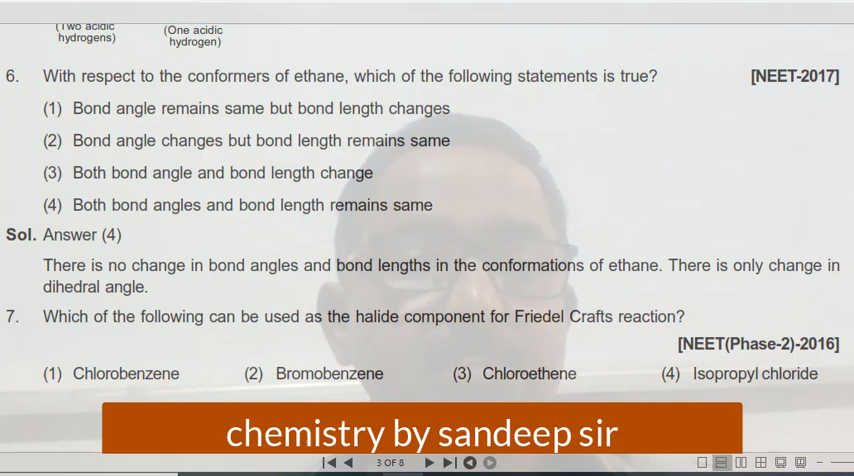 (Two acidic
hydrogens)
(One acidic
hydrogen)
6. With respect to the conformers of ethane, which of the following statements is true? [NEET-2017]
(1) Bond angle remains same but bond length changes
(2) Bond angle changes but bond length remains same
(3) Both bond angle and bond length change
(4) Both bond angles and bond length remains same
Sol. Answer (4)
There is no change in bond angles and bond lengths in the conformations of ethane. There is only change in
dihedral angle.
7. Which of the following can be used as the halide component for Friedel Crafts reaction?
[NEET(Phase-2)-2016]
(1) Chlorobenzene (2) Bromobenzene (3) Chloroethene (4) Isopropyl chloride
chemistry by sandeep sir
3 OF 8